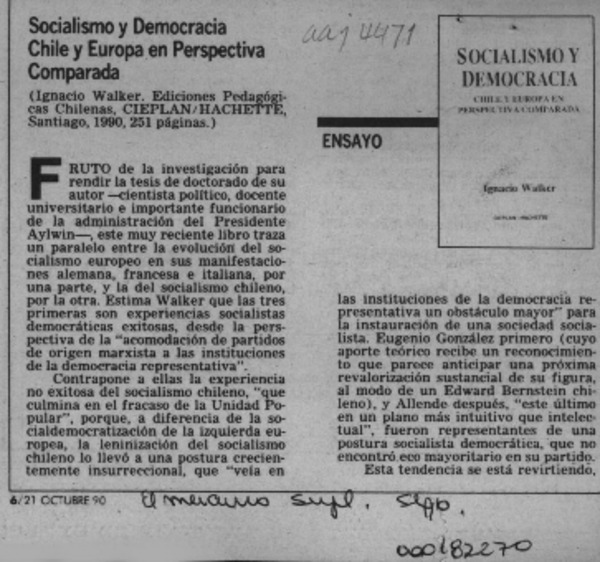 Socialismo y Democracia
Chile y Europa en Perspectiva
Comparada
(Ignacio Walker. Ediciones Pedagógi-
cas Chilenas, CIEPLAN/HACHETTE,
Santiago, 1990, 251 páginas.)
FRUTO de la investigación para
rendir la tesis de doctorado de su
autor —cientista político, docente
universitario e importante funcionario
de la administración del Presidente
Aylwin—, este muy reciente libro traza
un paralelo entre la evolución del so-
cialismo europeo en sus manifestacio-
nes alemana, francesa e italiana, por
una parte, y la del socialismo chileno,
por la otra. Estima Walker que las tres
primeras son experiencias socialistas
democráticas exitosas, desde la pers-
pectiva de la "acomodación de partidos
de origen marxista a las instituciones
de la democracia representativa".
Contrapone a ellas la experiencia
no exitosa del socialismo chileno, "que
culmina en el fracaso de la Unidad Po-
pular", porque, a diferencia de la so-
cialdemocratización de la izquierda eu-
ropea, la leninización del socialismo
chileno lo llevó a una postura crecien-
temente insurreccional, que "veía en
aaj 4471
ENSAYO
SOCIALISMO Y
DEMOCRACIA
CHILE Y EUROPA EN
PERSPECTIVA COMPARADA
Ignacio Walker
CIEPLAN - HACHETTE
las instituciones de la democracia re-
presentativa un obstáculo mayor" para
la instauración de una sociedad socia-
lista. Eugenio González primero (cuyo
aporte teórico recibe un reconocimien-
to que parece anticipar una próxima
revalorización sustancial de su figura,
al modo de un Edward Bernstein chi-
leno), y Allende después, "este último
en un plano más intuitivo que intelec-
tual", fueron representantes de una
postura socialista democrática, que no
encontró eco mayoritario en su partido.
Esta tendencia se está revirtiendo,
6/21 OCTUBRE 90
El mercurio Supl.
000182270